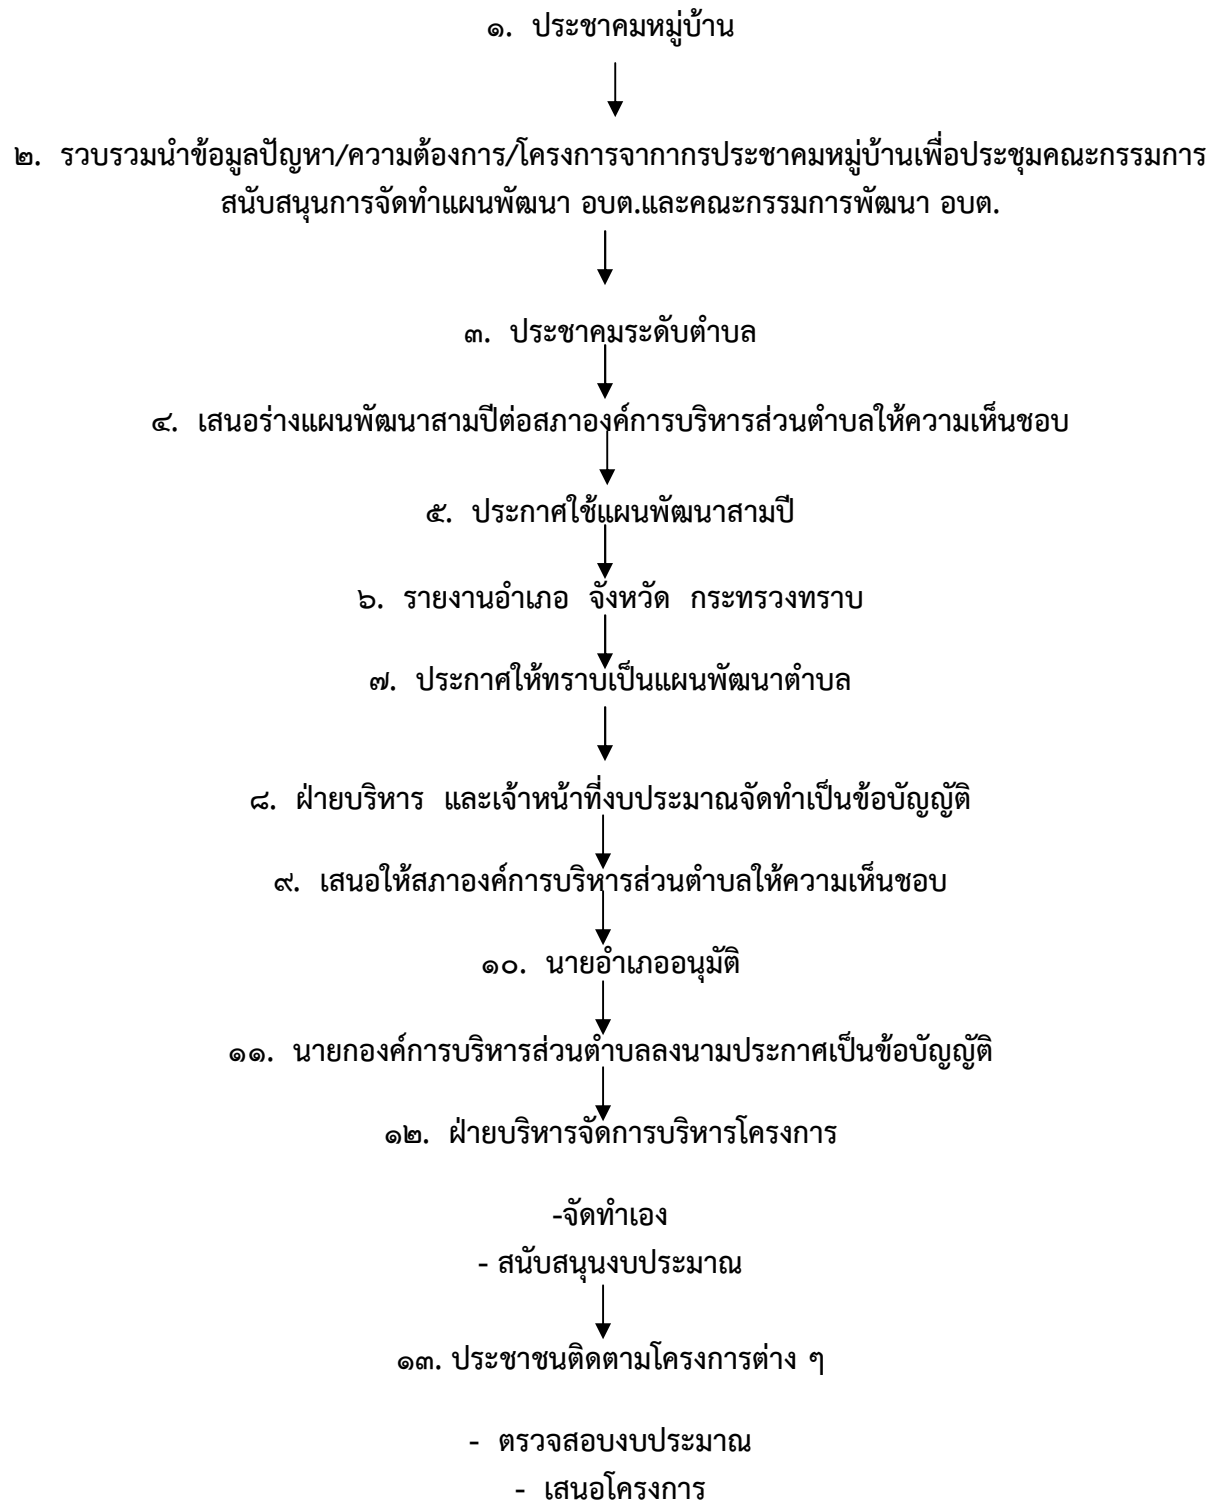 ๑.  ประชาคมหมู่บ้าน
๒.  รวบรวมนำข้อมูลปัญหา/ความต้องการ/โครงการจากากรประชาคมหมู่บ้านเพื่อประชุมคณะกรรมการ
สนับสนุนการจัดทำแผนพัฒนา อบต.และคณะกรรมการพัฒนา อบต.
๓.  ประชาคมระดับตำบล
๔.  เสนอร่างแผนพัฒนาสามปีต่อสภาองค์การบริหารส่วนตำบลให้ความเห็นชอบ
๕.  ประกาศใช้แผนพัฒนาสามปี
๖.  รายงานอำเภอ  จังหวัด  กระทรวงทราบ
๗.  ประกาศให้ทราบเป็นแผนพัฒนาตำบล
๘.  ฝ่ายบริหาร  และเจ้าหน้าที่งบประมาณจัดทำเป็นข้อบัญญัติ
๙.  เสนอให้สภาองค์การบริหารส่วนตำบลให้ความเห็นชอบ
๑๐.  นายอำเภออนุมัติ
๑๑.  นายกองค์การบริหารส่วนตำบลลงนามประกาศเป็นข้อบัญญัติ
๑๒.  ฝ่ายบริหารจัดการบริหารโครงการ
-จัดทำเอง
- สนับสนุนงบประมาณ
๑๓. ประชาชนติดตามโครงการต่าง ๆ
-  ตรวจสอบงบประมาณ
-  เสนอโครงการ